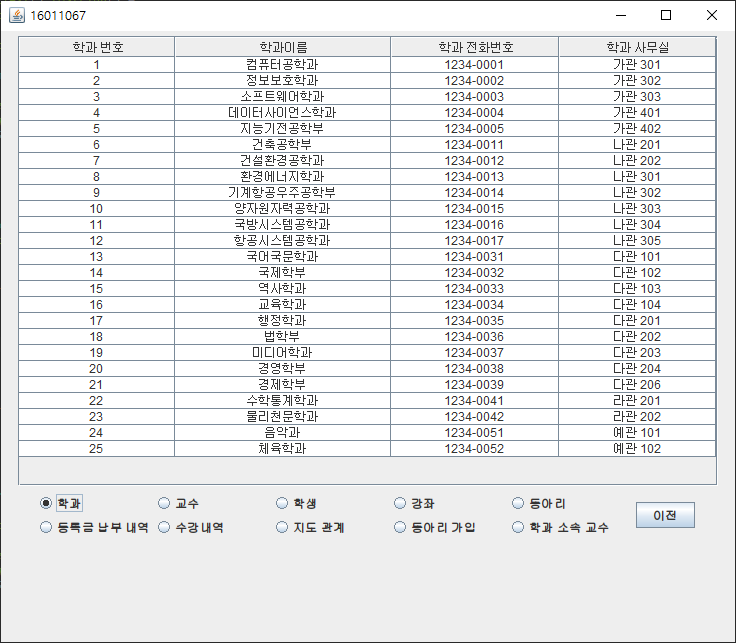 16011067
학과 번호 학과이름 학과 전화번호 학과 사무실
1 컴퓨터공학과 1234-0001 가관 301
2 정보보호학과 1234-0002 가관 302
3 소프트웨어학과 1234-0003 가관 303
4 데이터사이언스학과 1234-0004 가관 401
5 지능기전공학부 1234-0005 가관 402
6 건축공학부 1234-0011 나관 201
7 건설환경공학과 1234-0012 나관 202
8 환경에너지학과 1234-0013 나관 301
9 기계항공우주공학부 1234-0014 나관 302
10 양자원자력공학과 1234-0015 나관 303
11 국방시스템공학과 1234-0016 나관 304
12 항공시스템공학과 1234-0017 나관 305
13 국어국문학과 1234-0031 다관 101
14 국제학부 1234-0032 다관 102
15 역사학과 1234-0033 다관 103
16 교육학과 1234-0034 다관 104
17 행정학과 1234-0035 다관 201
18 법학부 1234-0036 다관 202
19 미디어학과 1234-0037 다관 203
20 경영학부 1234-0038 다관 204
21 경제학부 1234-0039 다관 206
22 수학통계학과 1234-0041 라관 201
23 물리천문학과 1234-0042 라관 202
24 음악과 1234-0051 예관 101
25 체육학과 1234-0052 예관 102
학과 교수 학생 강좌 동아리
등록금 납부 내역 수강내역 지도 관계 동아리 가입 학과 소속 교수
이전